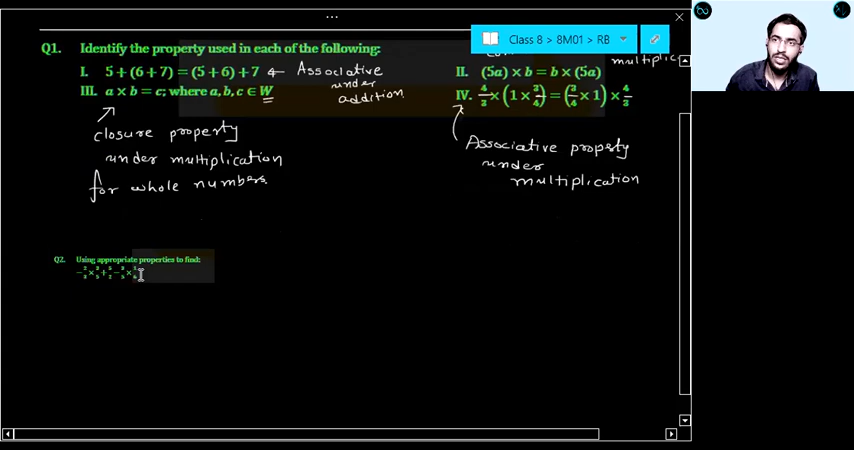 Class 8 > 8M01 > RB
Q1. Identify the property used in each of the following:
I. 5 + (6 + 7) = (5 + 6) + 7 ← Associative under addition.
II. (5a) × b = b × (5a)
multiplic
III. a × b = c; where a, b, c ∈ W
IV. 4/3 × (1 × 3/4) = (3/4 × 1) × 4/3
closure property
under multiplication
for whole numbers.
Associative property
under
multiplication
Q2. Using appropriate properties to find: